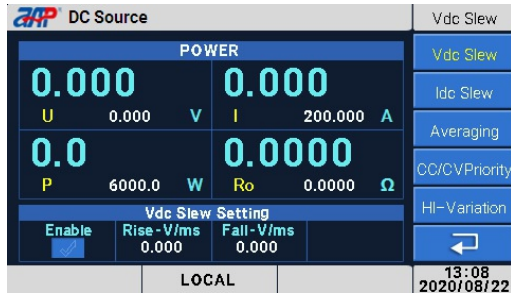 AAP DC Source
Vdc Slew
POWER
0.000
U 0.000 V
0.000
I 200.000 A
0.0
P 6000.0 W
0.0000
Ro 0.0000 Ω
Vdc Slew Setting
Enable Rise-V/ms Fall-V/ms
0.000 0.000
Vdc Slew
Idc Slew
Averaging
CC/CVPriority
HI-Variation
LOCAL
13:08
2020/08/22